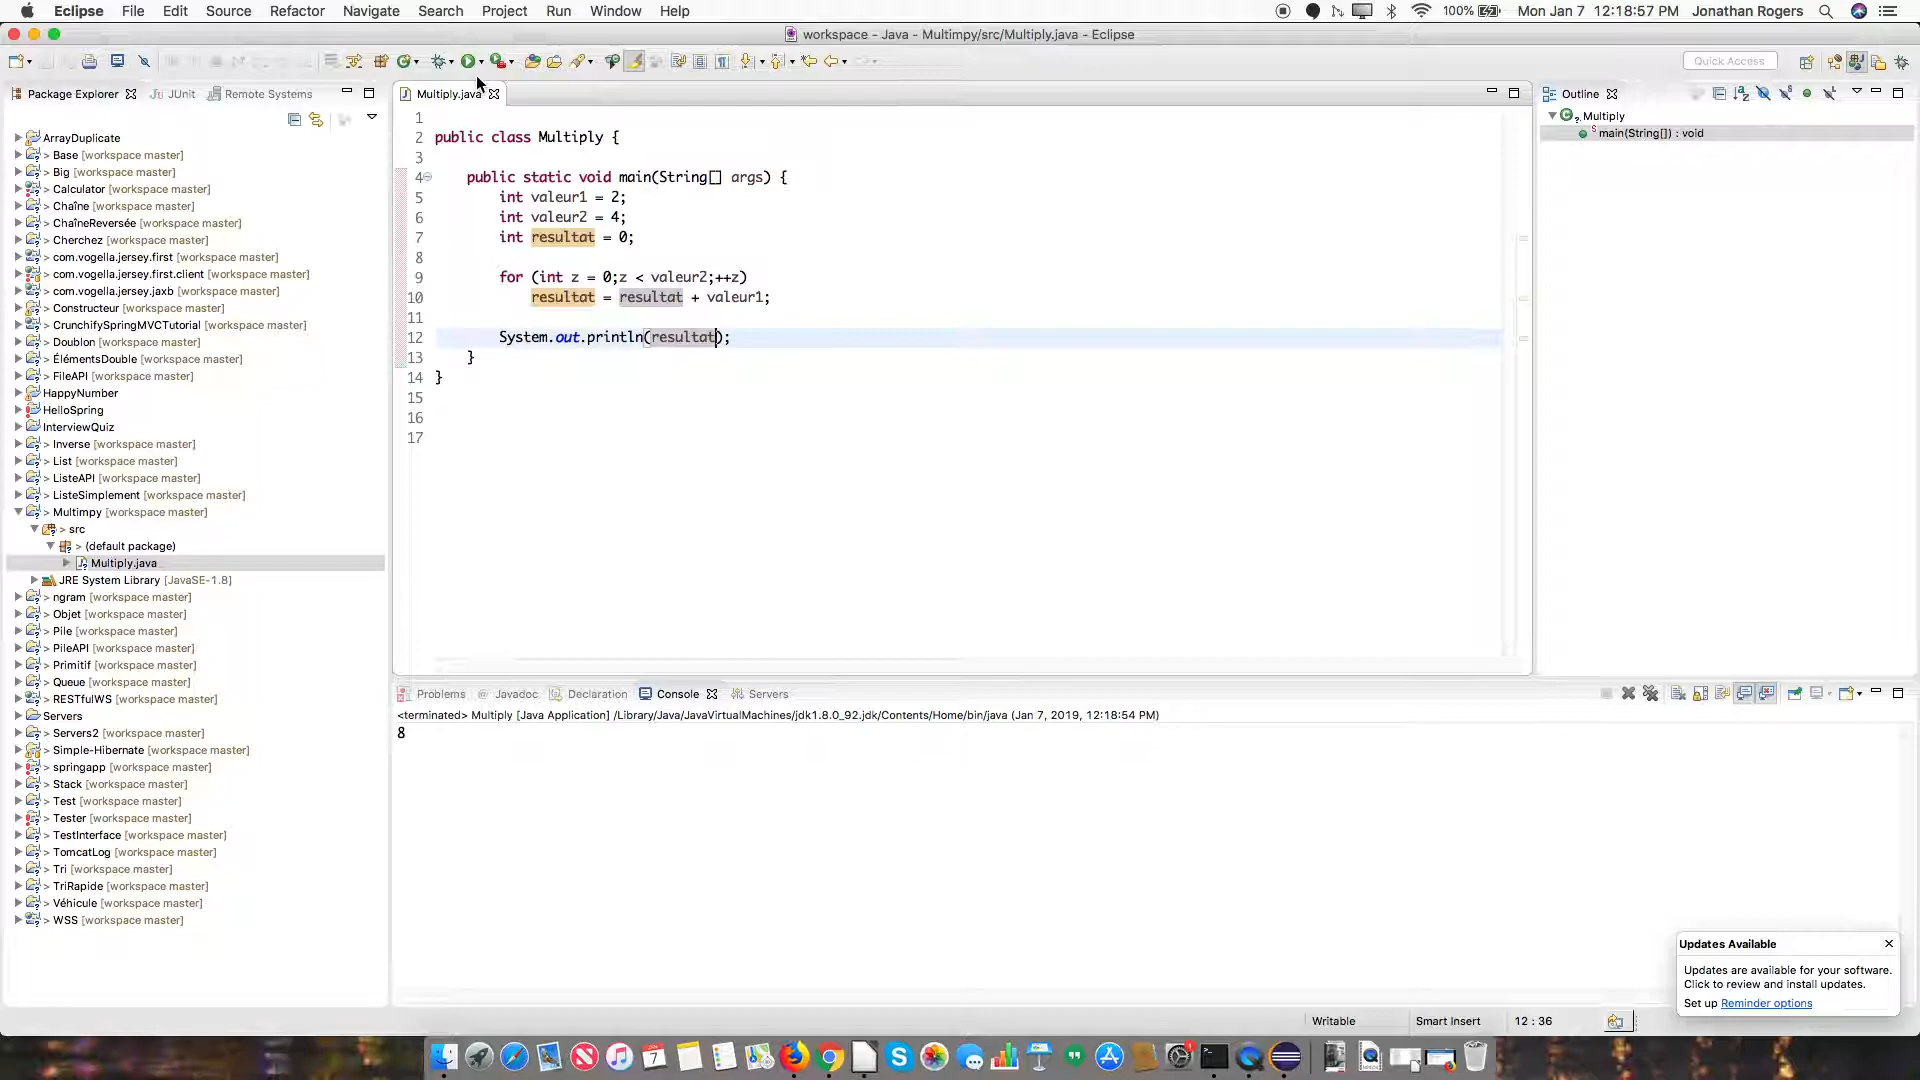 Eclipse File Edit Source Refactor Navigate Search Project Run Window Help 100% Mon Jan 7 12:18:57 PM Jonathan Rogers
workspace - Java - Multimpy/src/Multiply.java - Eclipse
Quick Access
Package Explorer JUnit Remote Systems
ArrayDuplicate
> Base [workspace master]
> Big [workspace master]
> Calculator [workspace master]
> Chaîne [workspace master]
> ChaîneReversée [workspace master]
> Cherchez [workspace master]
> com.vogella.jersey.first [workspace master]
> com.vogella.jersey.first.client [workspace master]
> com.vogella.jersey.jaxb [workspace master]
> Constructeur [workspace master]
> CrunchifySpringMVCTutorial [workspace master]
> Doublon [workspace master]
> ÉlémentsDouble [workspace master]
> FileAPI [workspace master]
HappyNumber
HelloSpring
InterviewQuiz
> Inverse [workspace master]
> List [workspace master]
> ListeAPI [workspace master]
> ListeSimplement [workspace master]
> Multimpy [workspace master]
> src
> (default package)
Multiply.java
JRE System Library [JavaSE-1.8]
> ngram [workspace master]
> Objet [workspace master]
> Pile [workspace master]
> PileAPI [workspace master]
> Primitif [workspace master]
> Queue [workspace master]
> RESTfulWS [workspace master]
Servers
> Servers2 [workspace master]
> Simple-Hibernate [workspace master]
> springapp [workspace master]
> Stack [workspace master]
> Test [workspace master]
> Tester [workspace master]
> TestInterface [workspace master]
> TomcatLog [workspace master]
> Tri [workspace master]
> TriRapide [workspace master]
> Véhicule [workspace master]
> WSS [workspace master]
Multiply.java
1
2 public class Multiply {
3
4 public static void main(String[] args) {
5 int valeur1 = 2;
6 int valeur2 = 4;
7 int resultat = 0;
8
9 for (int z = 0;z < valeur2;++z)
10 resultat = resultat + valeur1;
11
12 System.out.println(resultat);
13 }
14 }
15
16
17
Outline
Multiply
main(String[]) : void
Problems Javadoc Declaration Console Servers
<terminated> Multiply [Java Application] /Library/Java/JavaVirtualMachines/jdk1.8.0_92.jdk/Contents/Home/bin/java (Jan 7, 2019, 12:18:54 PM)
8
Updates Available
Updates are available for your software.
Click to review and install updates.
Set up Reminder options
Writable Smart Insert 12 : 36